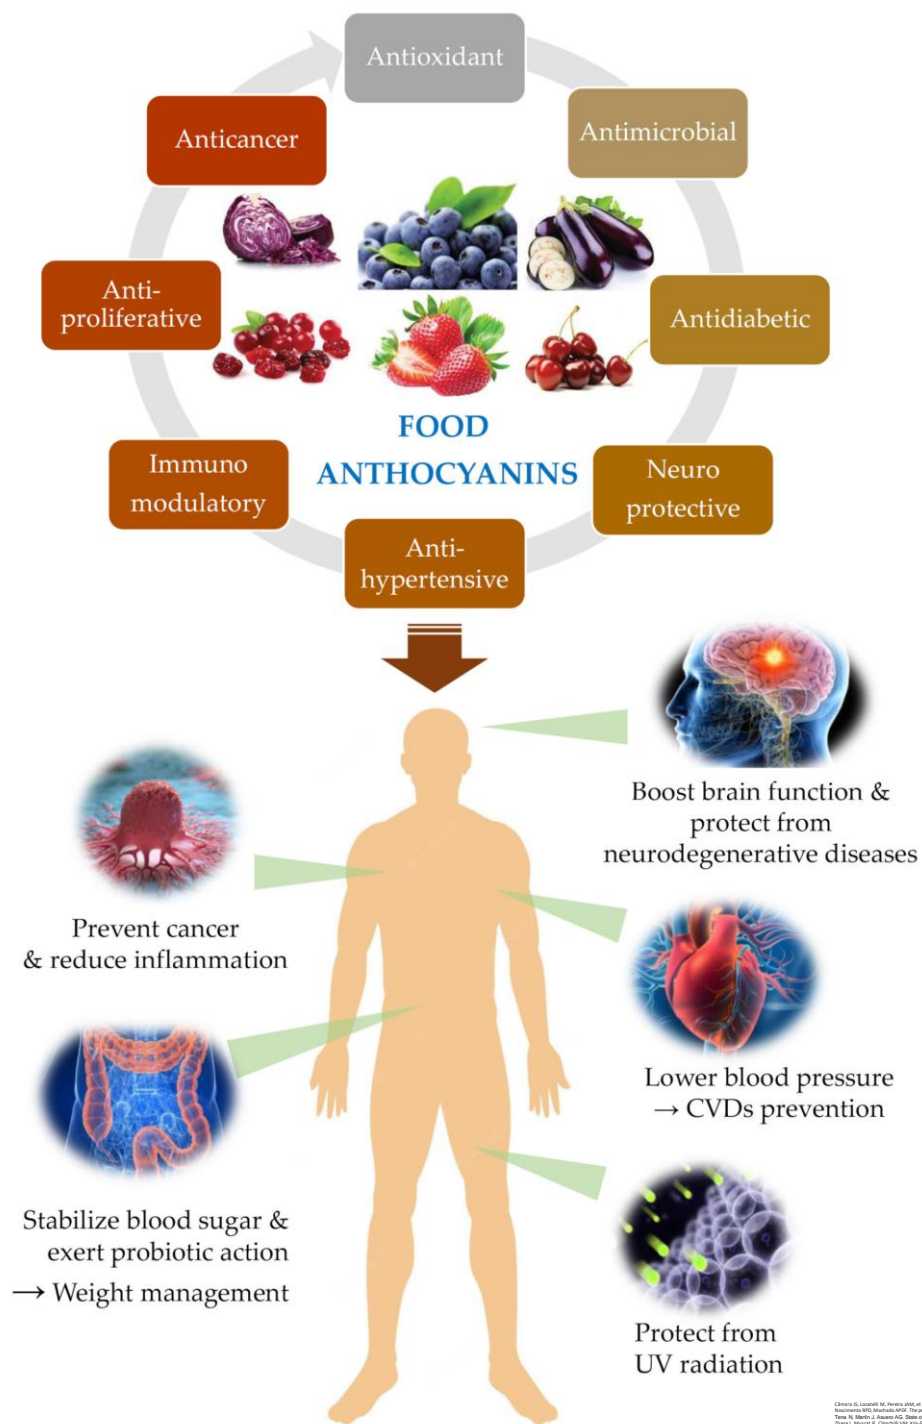 Antioxidant
Anticancer
Antimicrobial
Anti-
proliferative
Antidiabetic
FOOD
ANTHOCYANINS
Immuno
modulatory
Neuro
protective
Anti-
hypertensive
Boost brain function &
protect from
neurodegenerative diseases
Prevent cancer
& reduce inflammation
Lower blood pressure
→ CVDs prevention
Stabilize blood sugar &
exert probiotic action
→ Weight management
Protect from
UV radiation